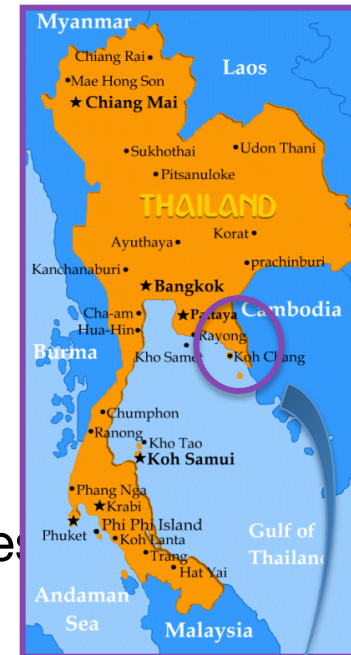 Myanmar
Chiang Rai
Laos
Mae Hong Son
Chiang Mai
Sukhothai
Udon Thani
Pitsanuloke
THAILAND
Korat
Ayuthaya
prachinburi
Kanchanaburi
Bangkok
Cambodia
Cha-am
Pattaya
Hua-Hin
Rayong
Burma
Kho Samet
Koh Chang
Chumphon
Ranong
Kho Tao
Koh Samui
Phang Nga
Krabi
Phi Phi Island
Phuket
Koh Lanta
Gulf of
Thailand
es
Trang
Hat Yai
Andaman
Sea
Malaysia